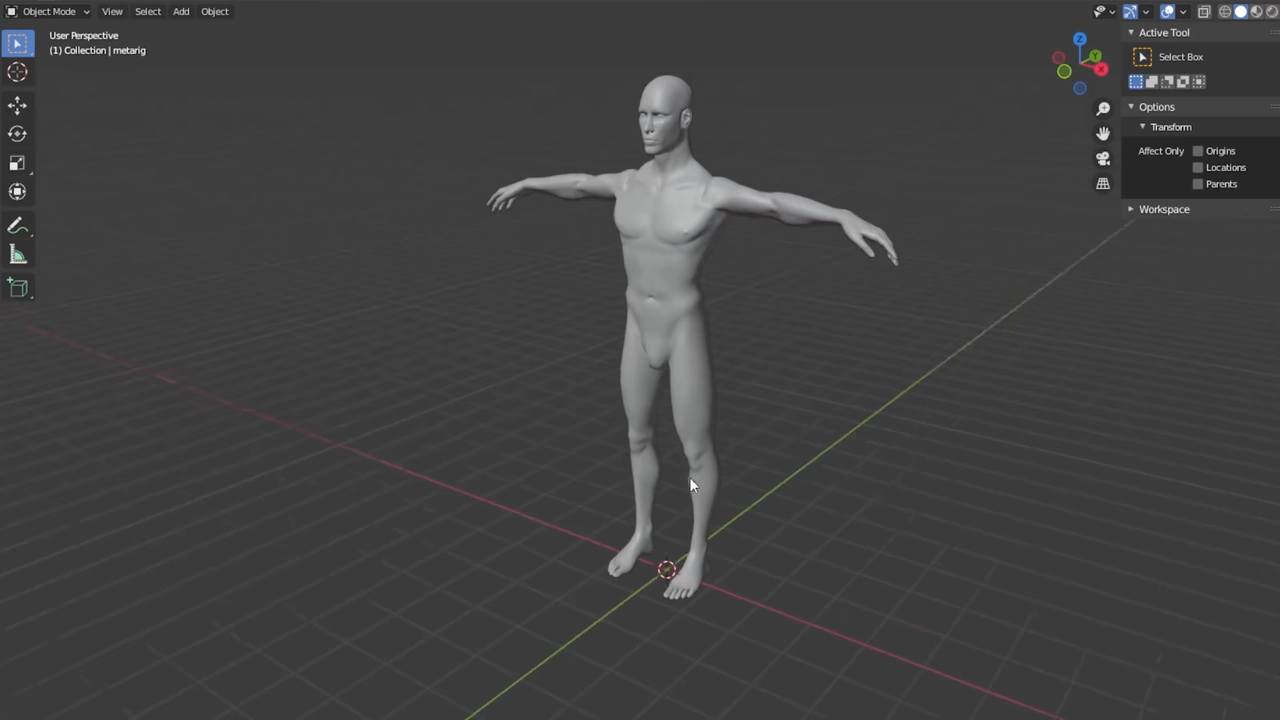 Object Mode View Select Add Object
User Perspective
(1) Collection | metarig
Z
Y
X
Active Tool
Select Box
Options
Transform
Affect Only Origins
Locations
Parents
Workspace